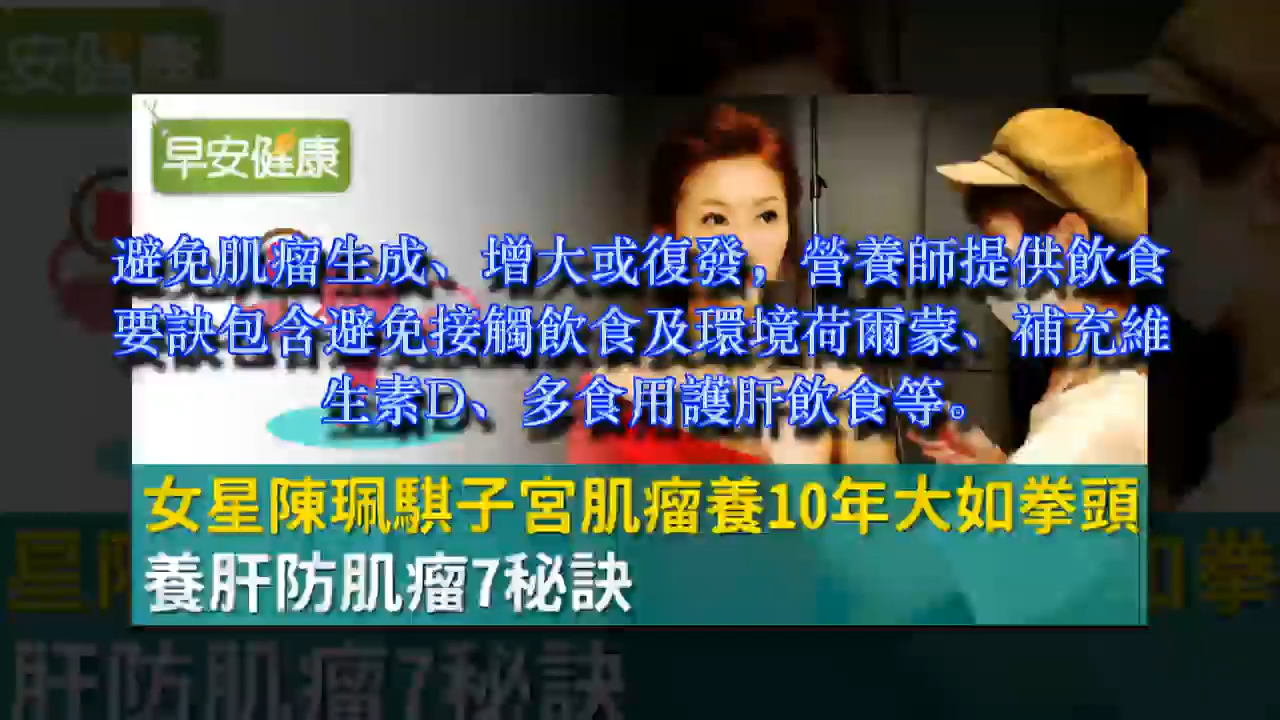 早安健康
避免肌瘤生成、增大或復發，營養師提供飲食
要訣包含避免接觸飲食及環境荷爾蒙、補充維
生素D、多食用護肝飲食等。
女星陳珮騏子宮肌瘤養10年大如拳頭
養肝防肌瘤7秘訣